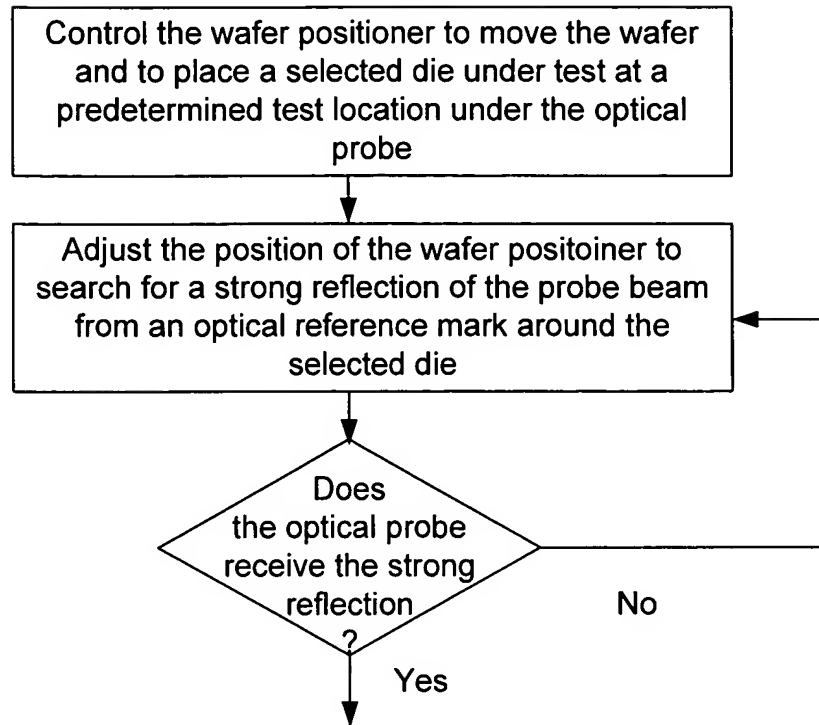 Control the wafer positioner to move the wafer
and to place a selected die under test at a
predetermined test location under the optical
probe
Adjust the position of the wafer positoiner to
search for a strong reflection of the probe beam
from an optical reference mark around the
selected die
Does
the optical probe
receive the strong
reflection
?
No
Yes